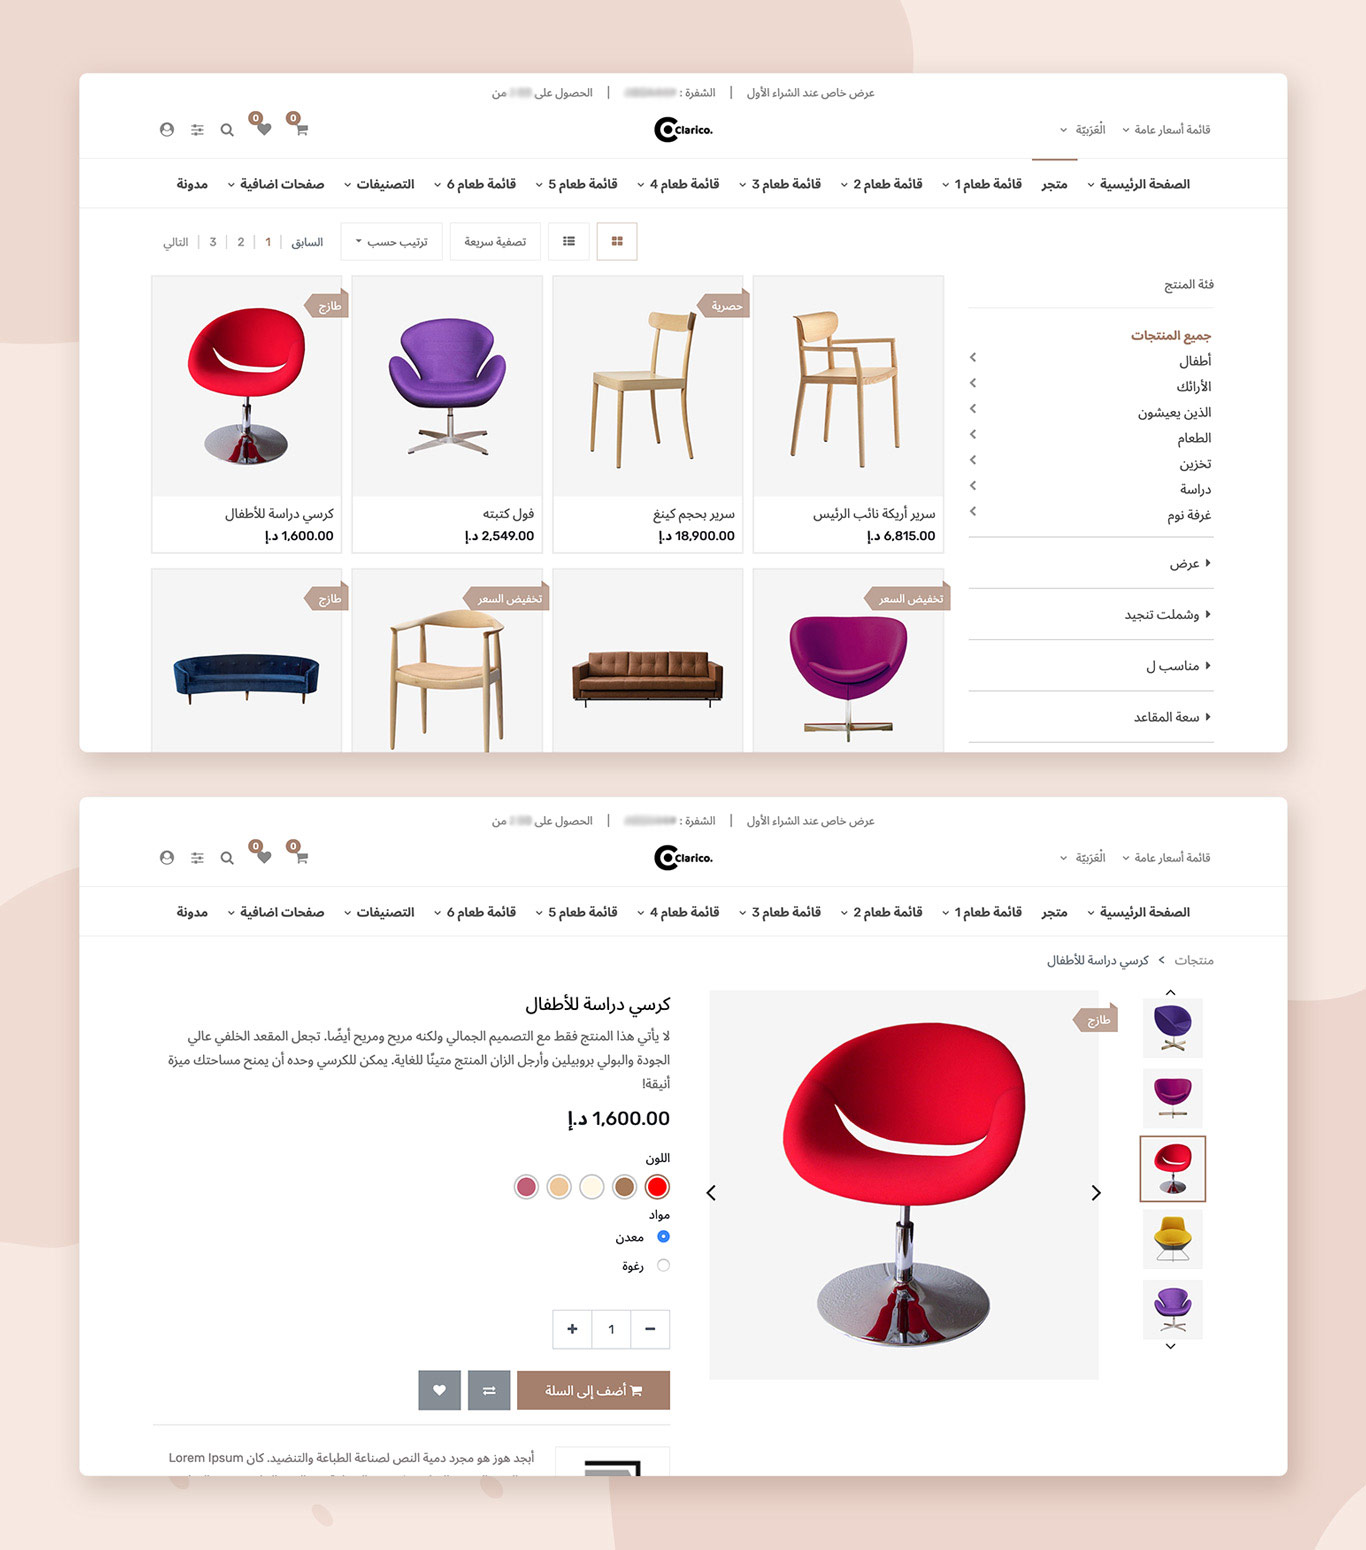 عرض خاص عند الشراء الأول | الشفرة : | الحصول على من
قائمة أسعار عامة الْعَرَبيّة
Clarico.
0 0
الصفحة الرئيسية متجر قائمة طعام 1 قائمة طعام 2 قائمة طعام 3 قائمة طعام 4 قائمة طعام 5 قائمة طعام 6 التصنيفات صفحات اضافية مدونة
تصفية سريعة ترتيب حسب السابق 1 2 3 التالي
فئة المنتج
جميع المنتجات
أطفال
الأرائك
الذين يعيشون
الطعام
تخزين
دراسة
غرفة نوم
عرض
وشملت تنجيد
مناسب ل
سعة المقاعد
حصرية
طازج
سرير أريكة نائب الرئيس
6,815.00 د.إ
سرير بحجم كينغ
18,900.00 د.إ
فول كتبته
2,549.00 د.إ
كرسي دراسة للأطفال
1,600.00 د.إ
تخفيض السعر
تخفيض السعر
طازج
عرض خاص عند الشراء الأول | الشفرة : | الحصول على من
قائمة أسعار عامة الْعَرَبيّة
Clarico.
0 0
الصفحة الرئيسية متجر قائمة طعام 1 قائمة طعام 2 قائمة طعام 3 قائمة طعام 4 قائمة طعام 5 قائمة طعام 6 التصنيفات صفحات اضافية مدونة
منتجات > كرسي دراسة للأطفال
طازج
كرسي دراسة للأطفال
لا يأتي هذا المنتج فقط مع التصميم الجمالي ولكنه مريح ومريح أيضًا. تجعل المقعد الخلفي عالي
الجودة والبولي بروبيلين وأرجل الزان المنتج متينًا للغاية. يمكن للكرسي وحده أن يمنح مساحتك ميزة
أنيقة!
1,600.00 د.إ
اللون
مواد
معدن
رغوة
− 1 +
أضف إلى السلة
أبجد هوز هو مجرد دمية النص لصناعة الطباعة والتنضيد. كان Lorem Ipsum